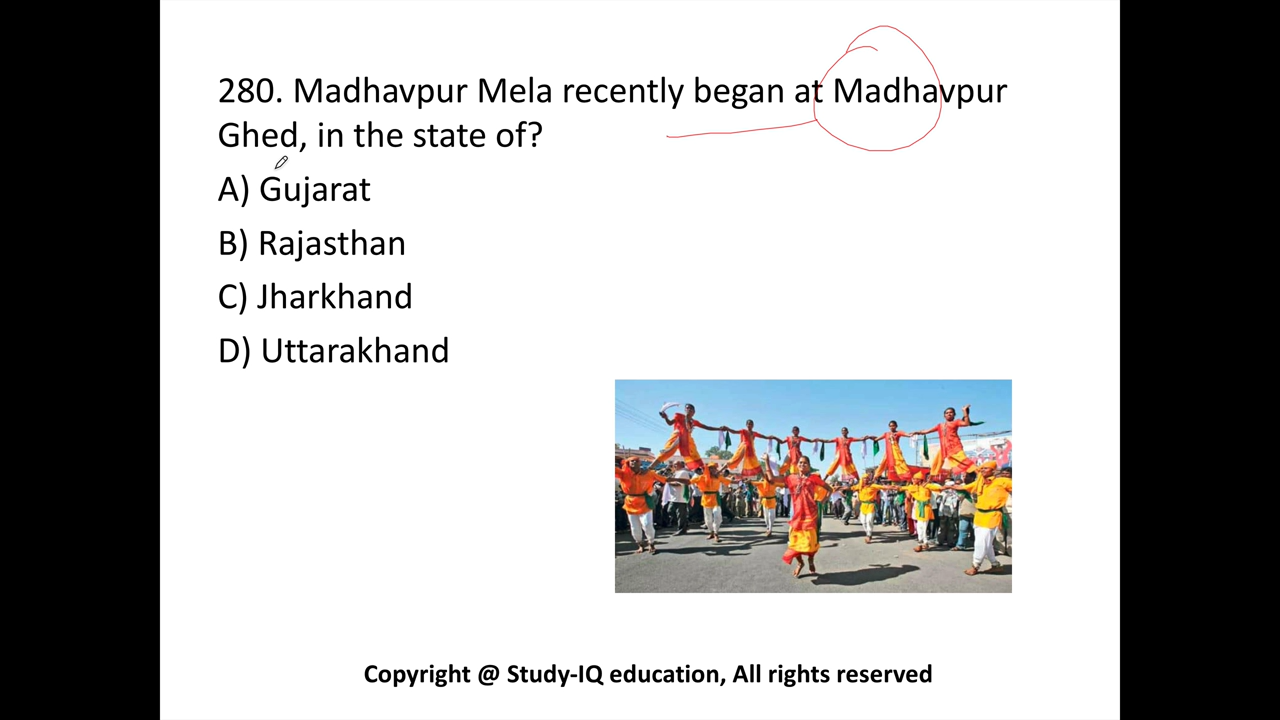 280. Madhavpur Mela recently began at Madhavpur
Ghed, in the state of?
A) Gujarat
B) Rajasthan
C) Jharkhand
D) Uttarakhand
Copyright @ Study-IQ education, All rights reserved